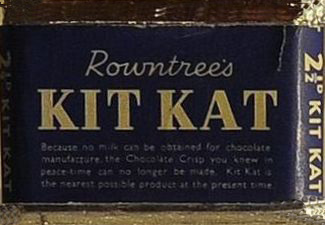 Rowntree's
KIT KAT
Because no milk can be obtained for chocolate
manufacture, the Chocolate Crisp you knew in
peace-time can no longer be made. Kit Kat is
the nearest possible product at the present time
2½D KIT KAT
2½D KIT KAT